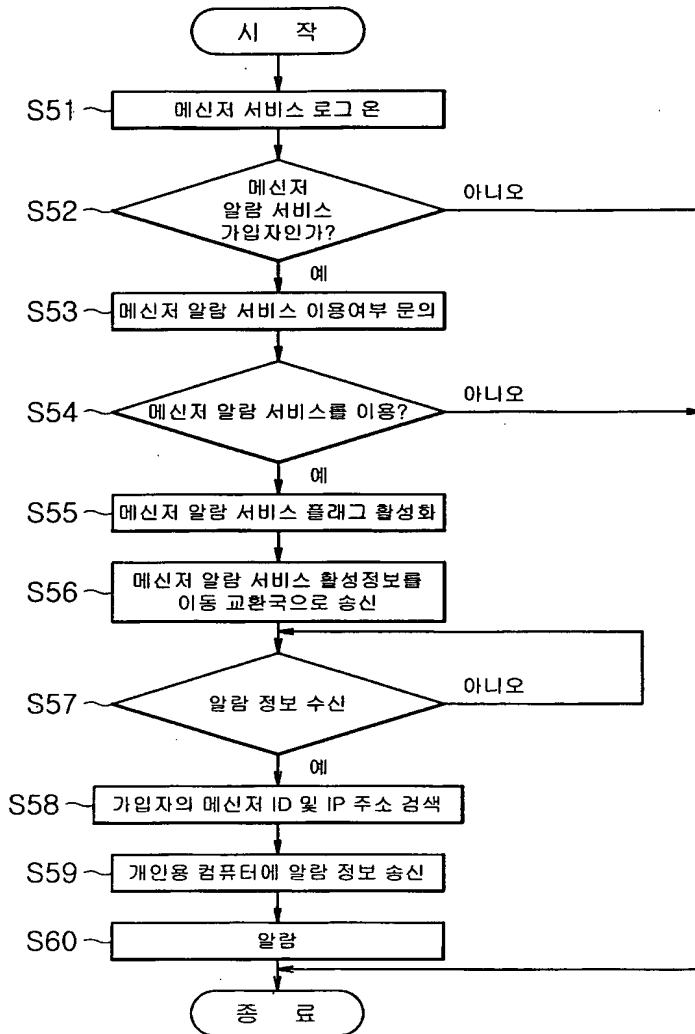 시 작
S51
메신저 서비스 로그 온
S52
메신저
알람 서비스
가입자인가?
아니오
예
S53
메신저 알람 서비스 이용여부 문의
S54
메신저 알람 서비스를 이용?
아니오
예
S55
메신저 알람 서비스 플래그 활성화
S56
메신저 알람 서비스 활성정보를
이동 교환국으로 송신
S57
알람 정보 수신
아니오
예
S58
가입자의 메신저 ID 및 IP 주소 검색
S59
개인용 컴퓨터에 알람 정보 송신
S60
알람
종 료